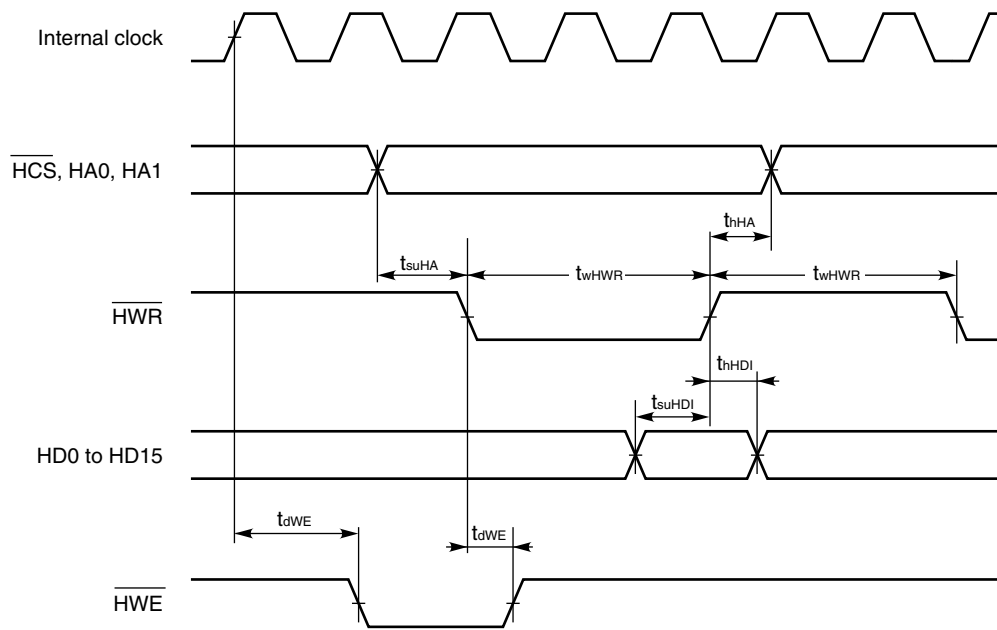 Internal clock
HCS, HA0, HA1
thHA
tsuHA
twHWR
twHWR
HWR
thHDI
tsuHDI
HD0 to HD15
tdWE
tdWE
HWE